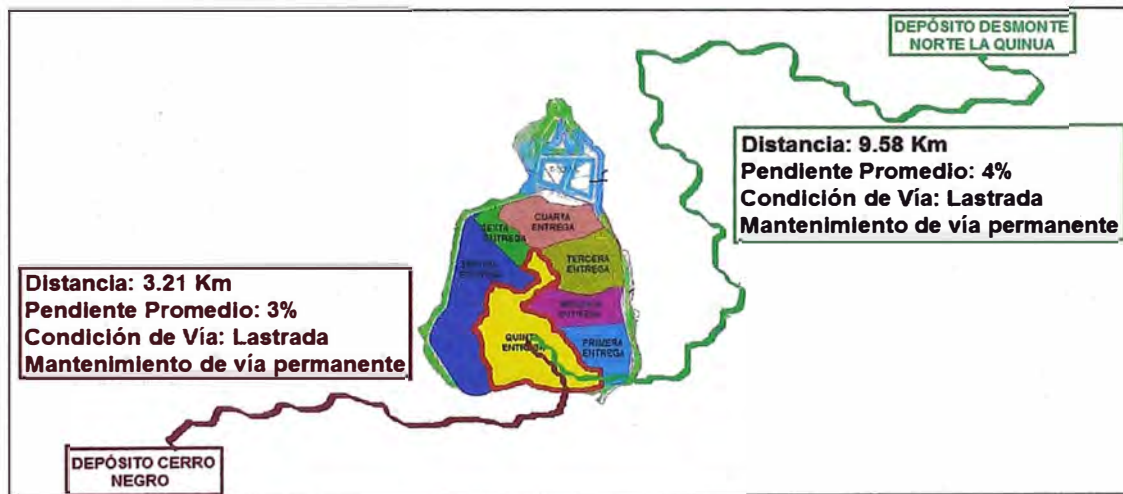 DEPÓSITO DESMONTE
NORTE LA QUINUA
Distancia: 9.58 Km
Pendiente Promedio: 4%
Condición de Vía: Lastrada
Mantenimiento de vía permanente
CUARTA
ENTREGA
SEXTA
ENTREGA
TERCERA
ENTREGA
ENTREGA
QUINTA
ENTREGA
PRIMERA
ENTREGA
Distancia: 3.21 Km
Pendiente Promedio: 3%
Condición de Vía: Lastrada
Mantenimiento de vía permanente
DEPÓSITO CERRO
NEGRO